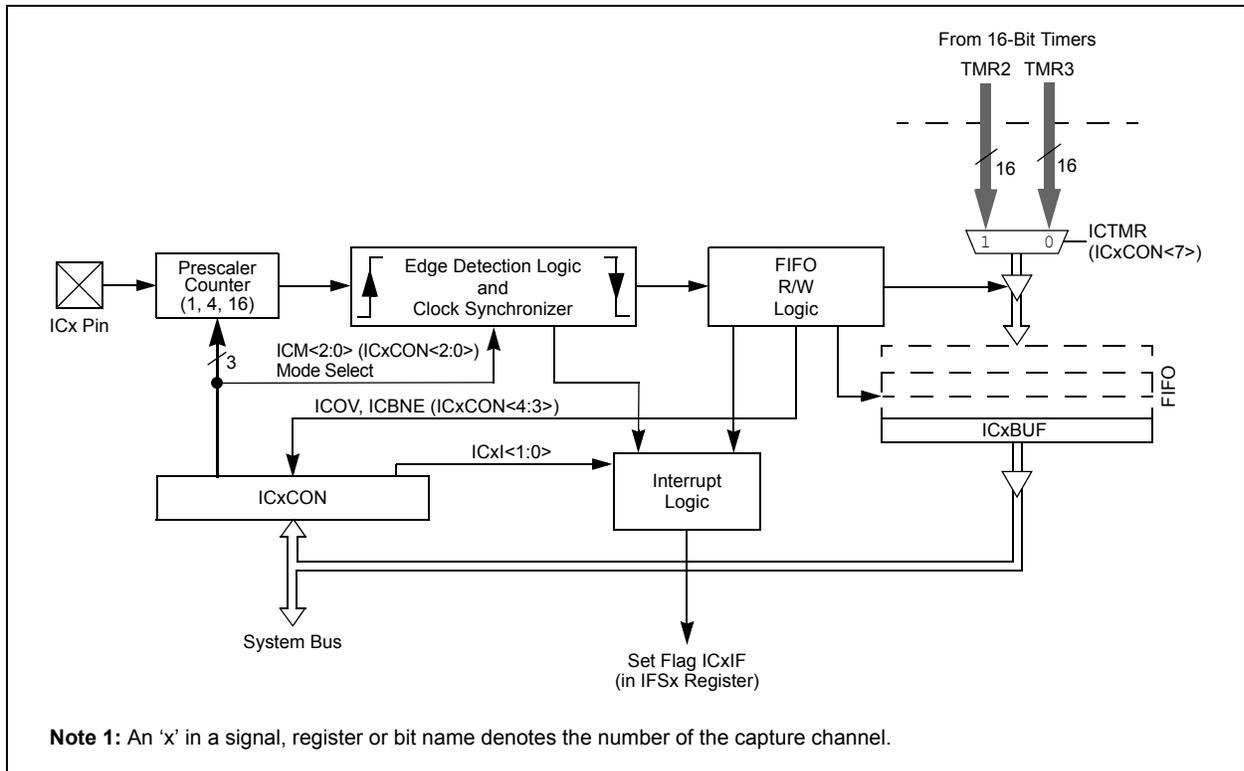 From 16-Bit Timers
TMR2 TMR3
16
16
1 0
ICTMR
(ICxCON<7>)
Prescaler
Counter
(1, 4, 16)
Edge Detection Logic
and
Clock Synchronizer
FIFO
R/W
Logic
ICx Pin
3
ICM<2:0> (ICxCON<2:0>)
Mode Select
FIFO
ICOV, ICBNE (ICxCON<4:3>)
ICxBUF
ICxI<1:0>
Interrupt
Logic
ICxCON
System Bus
Set Flag ICxIF
(in IFSx Register)
Note 1: An ‘x’ in a signal, register or bit name denotes the number of the capture channel.